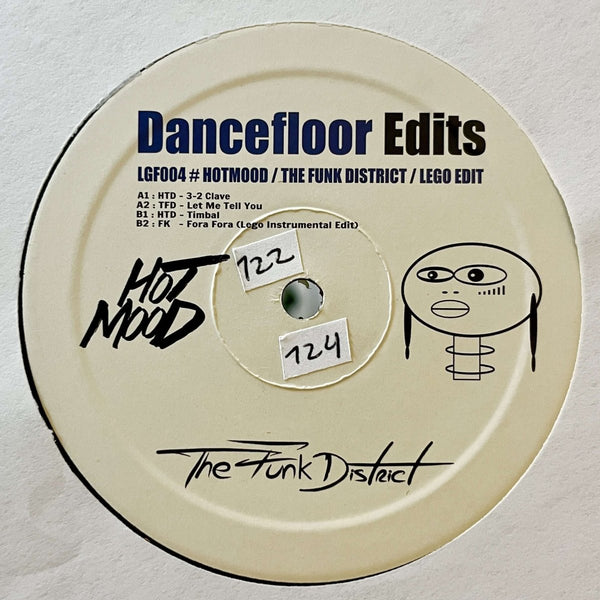 Dancefloor Edits
LGF004 # HOTMOOD / THE FUNK DISTRICT / LEGO EDIT
A1 : HTD - 3-2 Clave
A2 : TFD - Let Me Tell You
B1 : HTD - Timbal
B2 : FK - Fora Fora (Lego Instrumental Edit)
HOT
MOOD
122
124
The Funk District